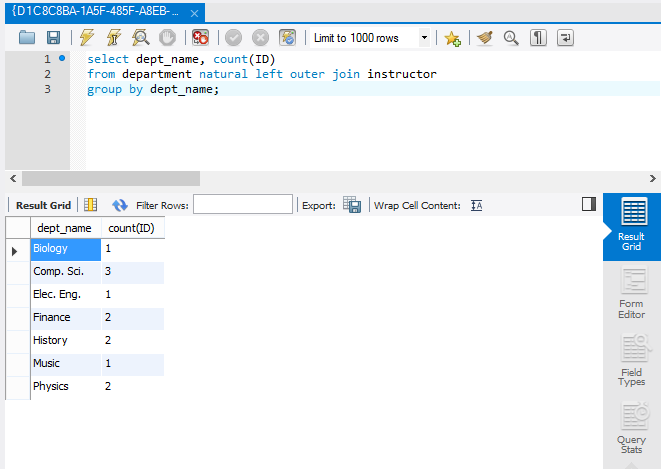 {D1C8C8BA-1A5F-485F-A8EB-...
Limit to 1000 rows
1 select dept_name, count(ID)
2 from department natural left outer join instructor
3 group by dept_name;
Result Grid Filter Rows: Export: Wrap Cell Content:
dept_name count(ID)
Biology 1
Comp. Sci. 3
Elec. Eng. 1
Finance 2
History 2
Music 1
Physics 2
Result
Grid
Form
Editor
Field
Types
Query
Stats